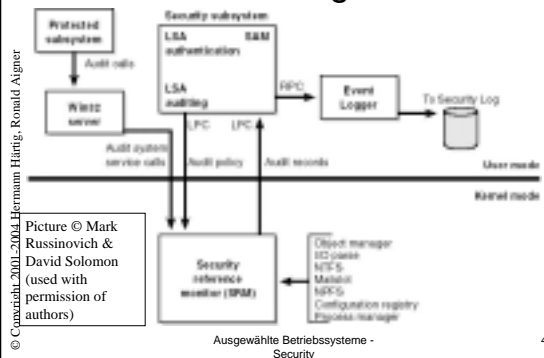 Security subsystem
Protected
subsystem
LSA
authentication
SAM
LSA
auditing
Audit calls
Win32
server
RPC
Event
Logger
To Security Log
LPC
LPC
Audit system
service calls
Audit policy
Audit records
User mode
Kernel mode
Picture © Mark
Russinovich &
David Solomon
(used with
permission of
authors)
Security
reference
monitor (SRM)
Object manager
I/O parse
NTFS
Mailslot
NPFS
Configuration registry
Process manager
© Copyright 2001-2004 Hermann Härtig, Ronald Aigner
Ausgewählte Betriebssysteme -
Security
4